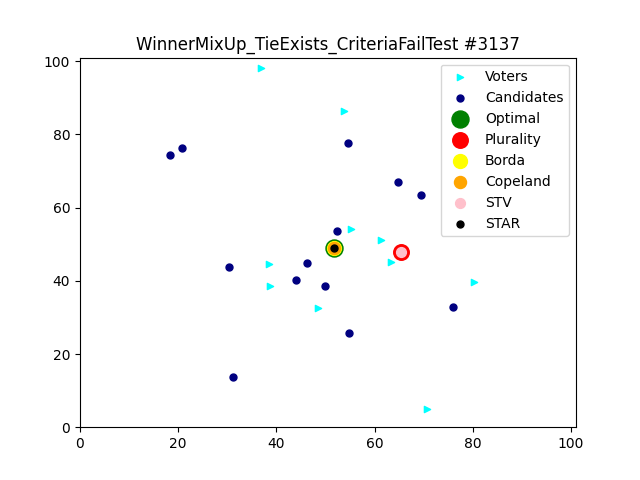 WinnerMixUp_TieExists_CriteriaFailTest #3137
100
80
60
40
20
0
0 20 40 60 80 100
Voters
Candidates
Optimal
Plurality
Borda
Copeland
STV
STAR